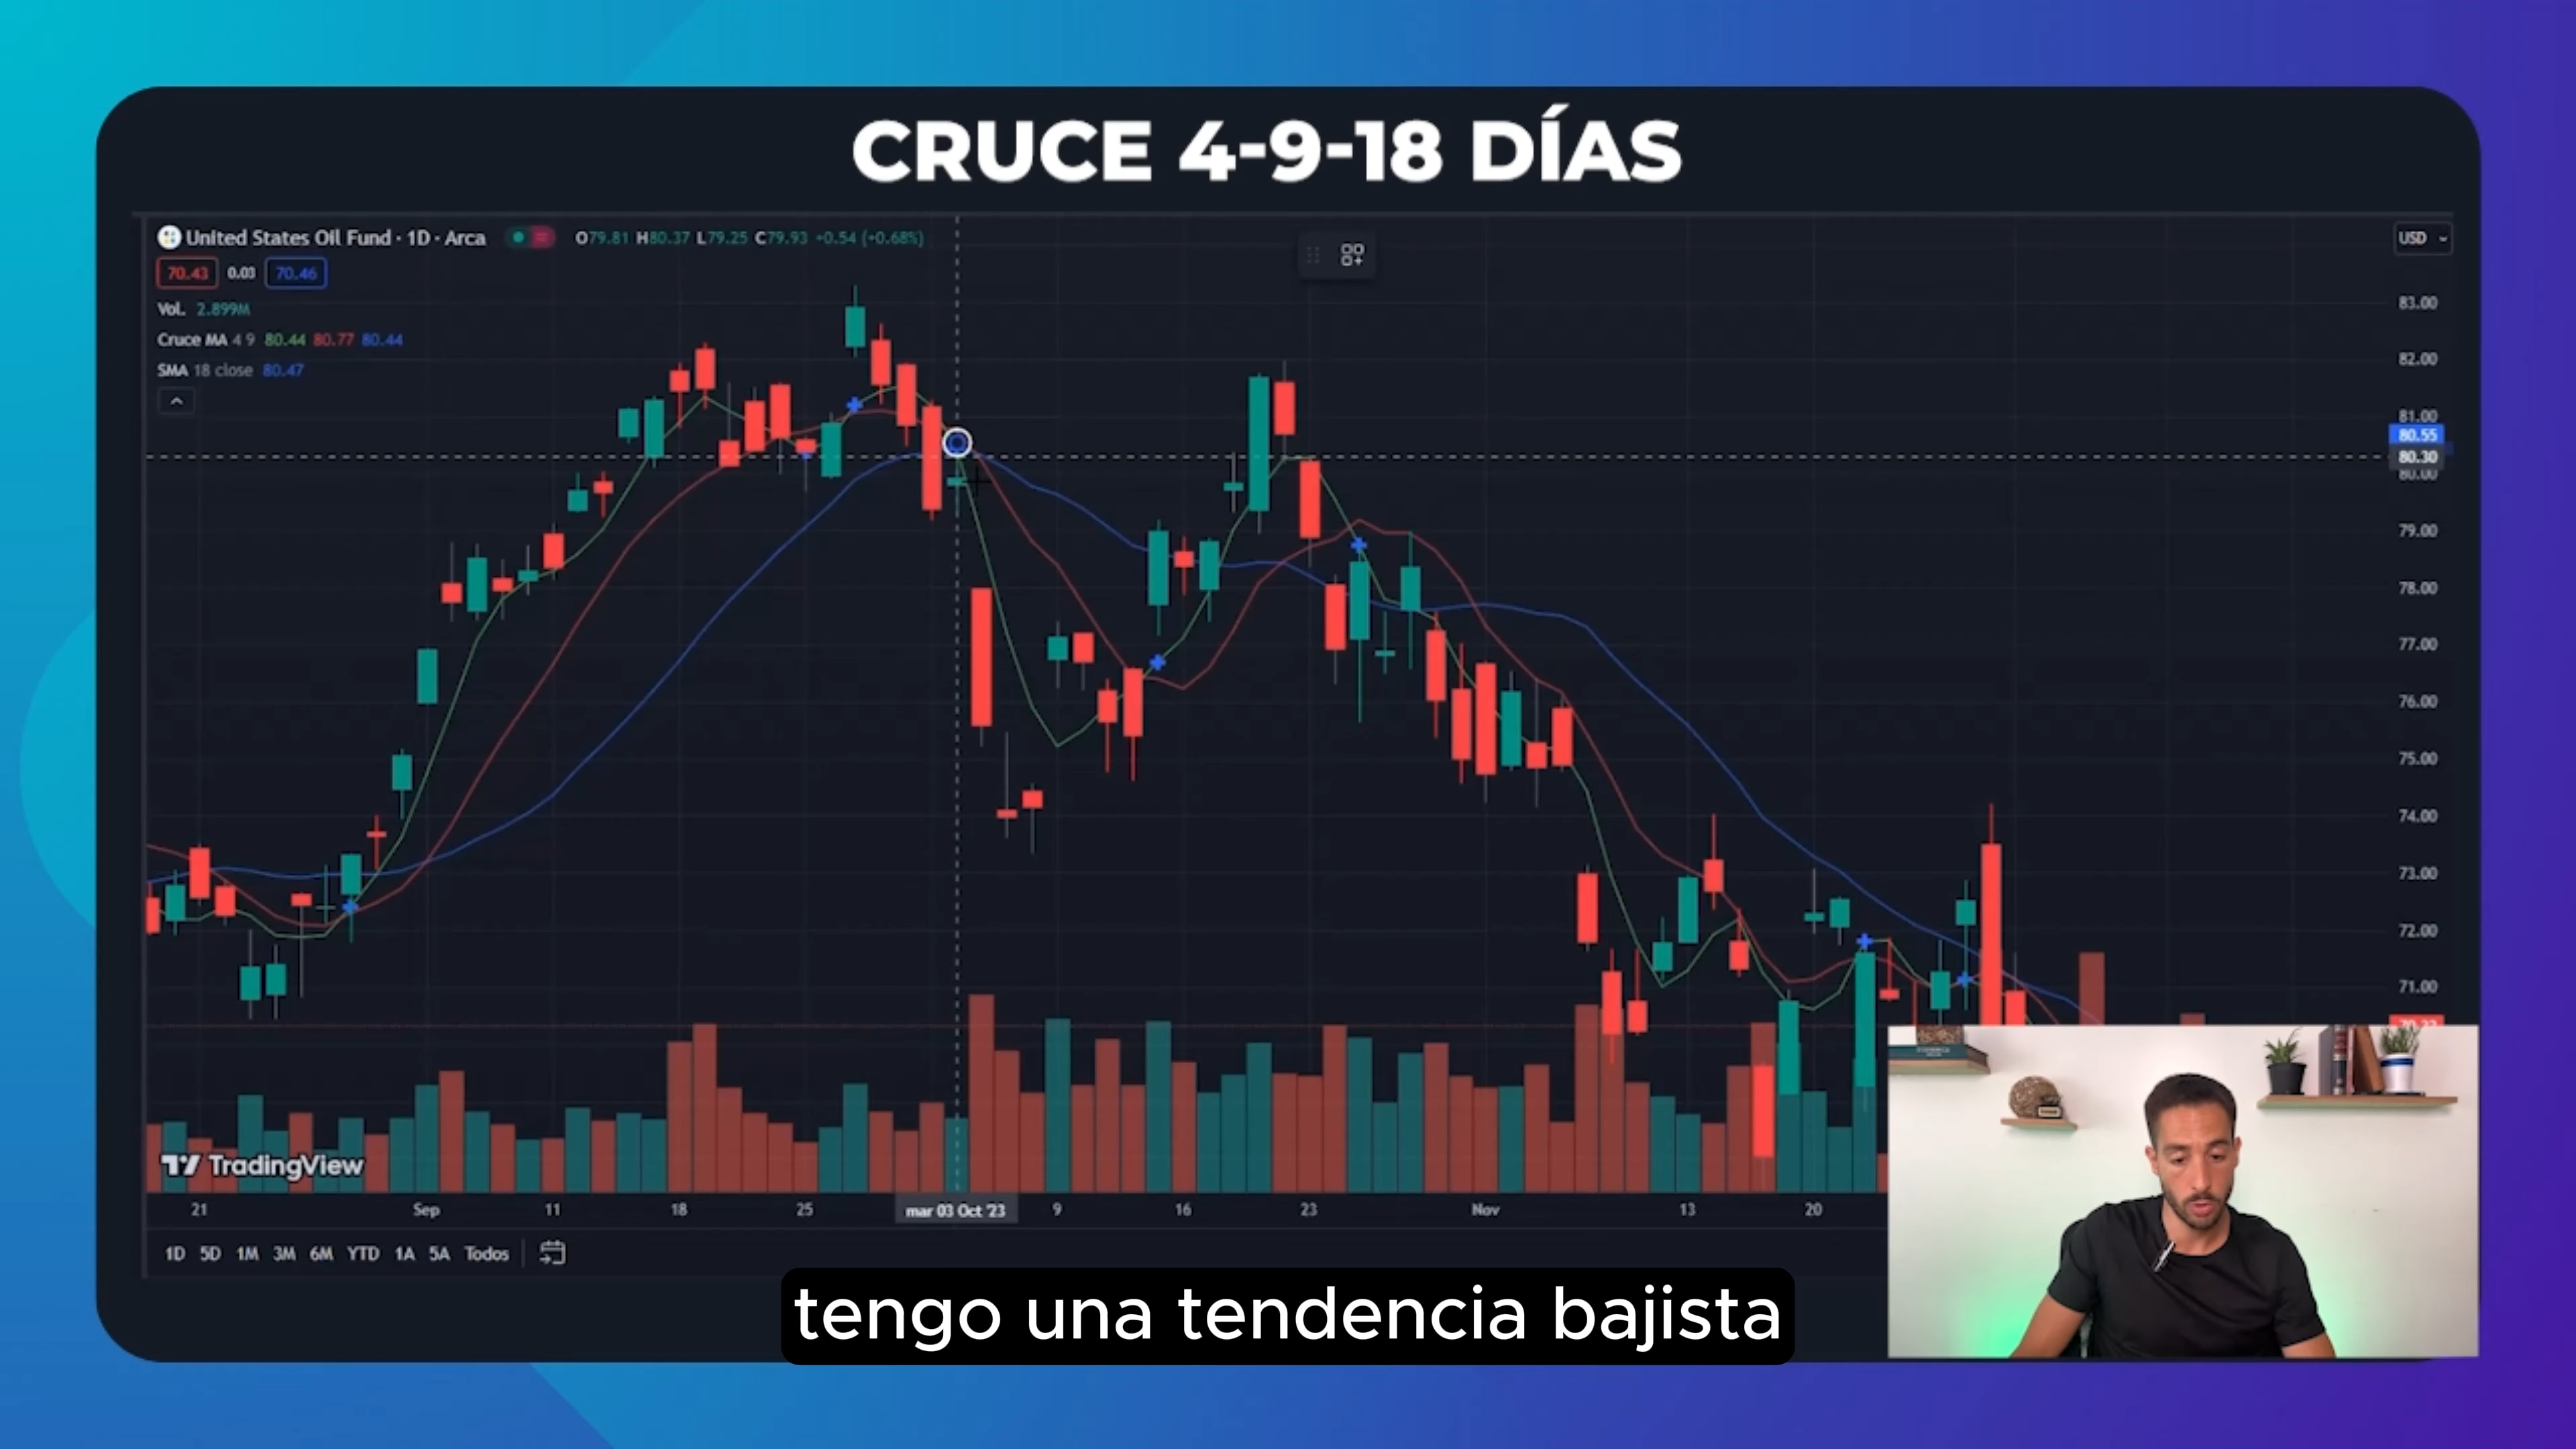 CRUCE 4-9-18 DÍAS
United States Oil Fund · 1D · Arca
O79.81 H80.37 L79.25 C79.93 +0.54 (+0.68%)
USD
70.43 0.03 70.46
Vol. 2.899M
Cruce MA 4 9 80.44 80.77 80.44
SMA 18 close 80.47
83.00
82.00
81.00
80.55
80.30
80.00
79.00
78.00
77.00
76.00
75.00
74.00
73.00
72.00
71.00
TradingView
21 Sep 11 18 25 mar 03 Oct '23 9 16 23 Nov 13 20
1D 5D 1M 3M 6M YTD 1A 5A Todos
tengo una tendencia bajista